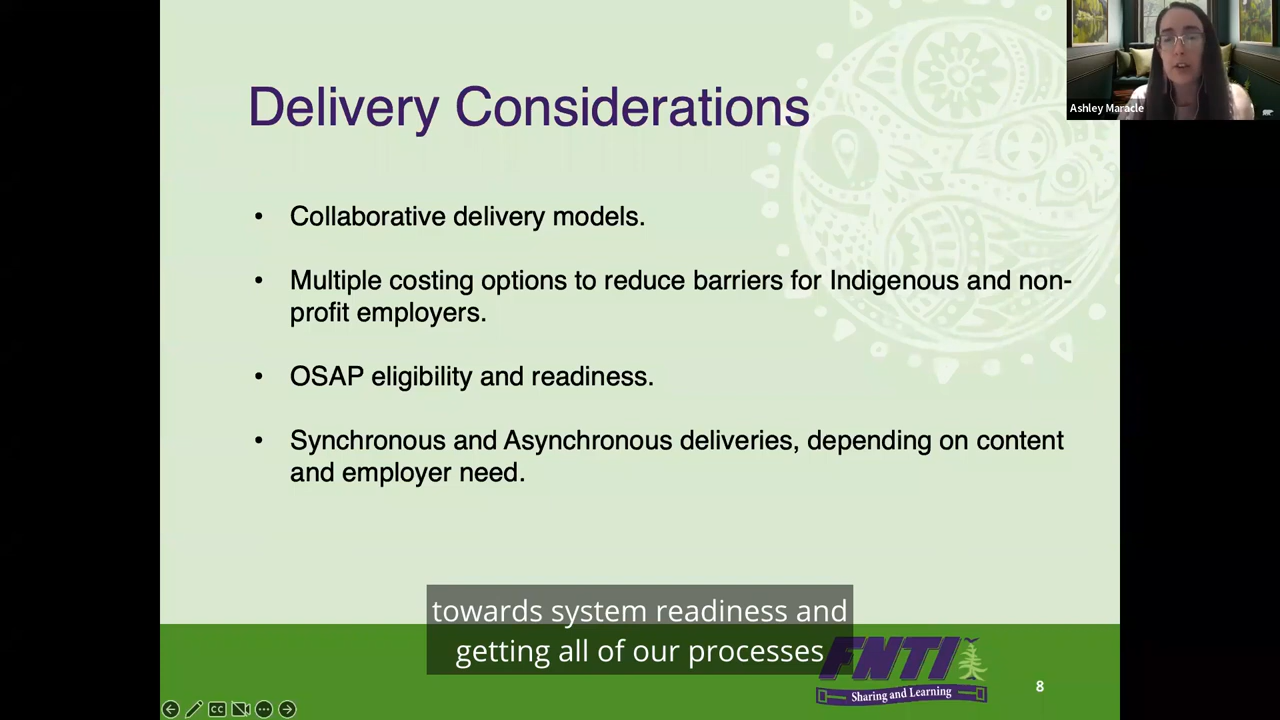 Delivery Considerations
Ashley Maracle
• Collaborative delivery models.
• Multiple costing options to reduce barriers for Indigenous and non-
profit employers.
• OSAP eligibility and readiness.
• Synchronous and Asynchronous deliveries, depending on content
and employer need.
towards system readiness and
getting all of our processes
FNTI
Sharing and Learning
8
CC